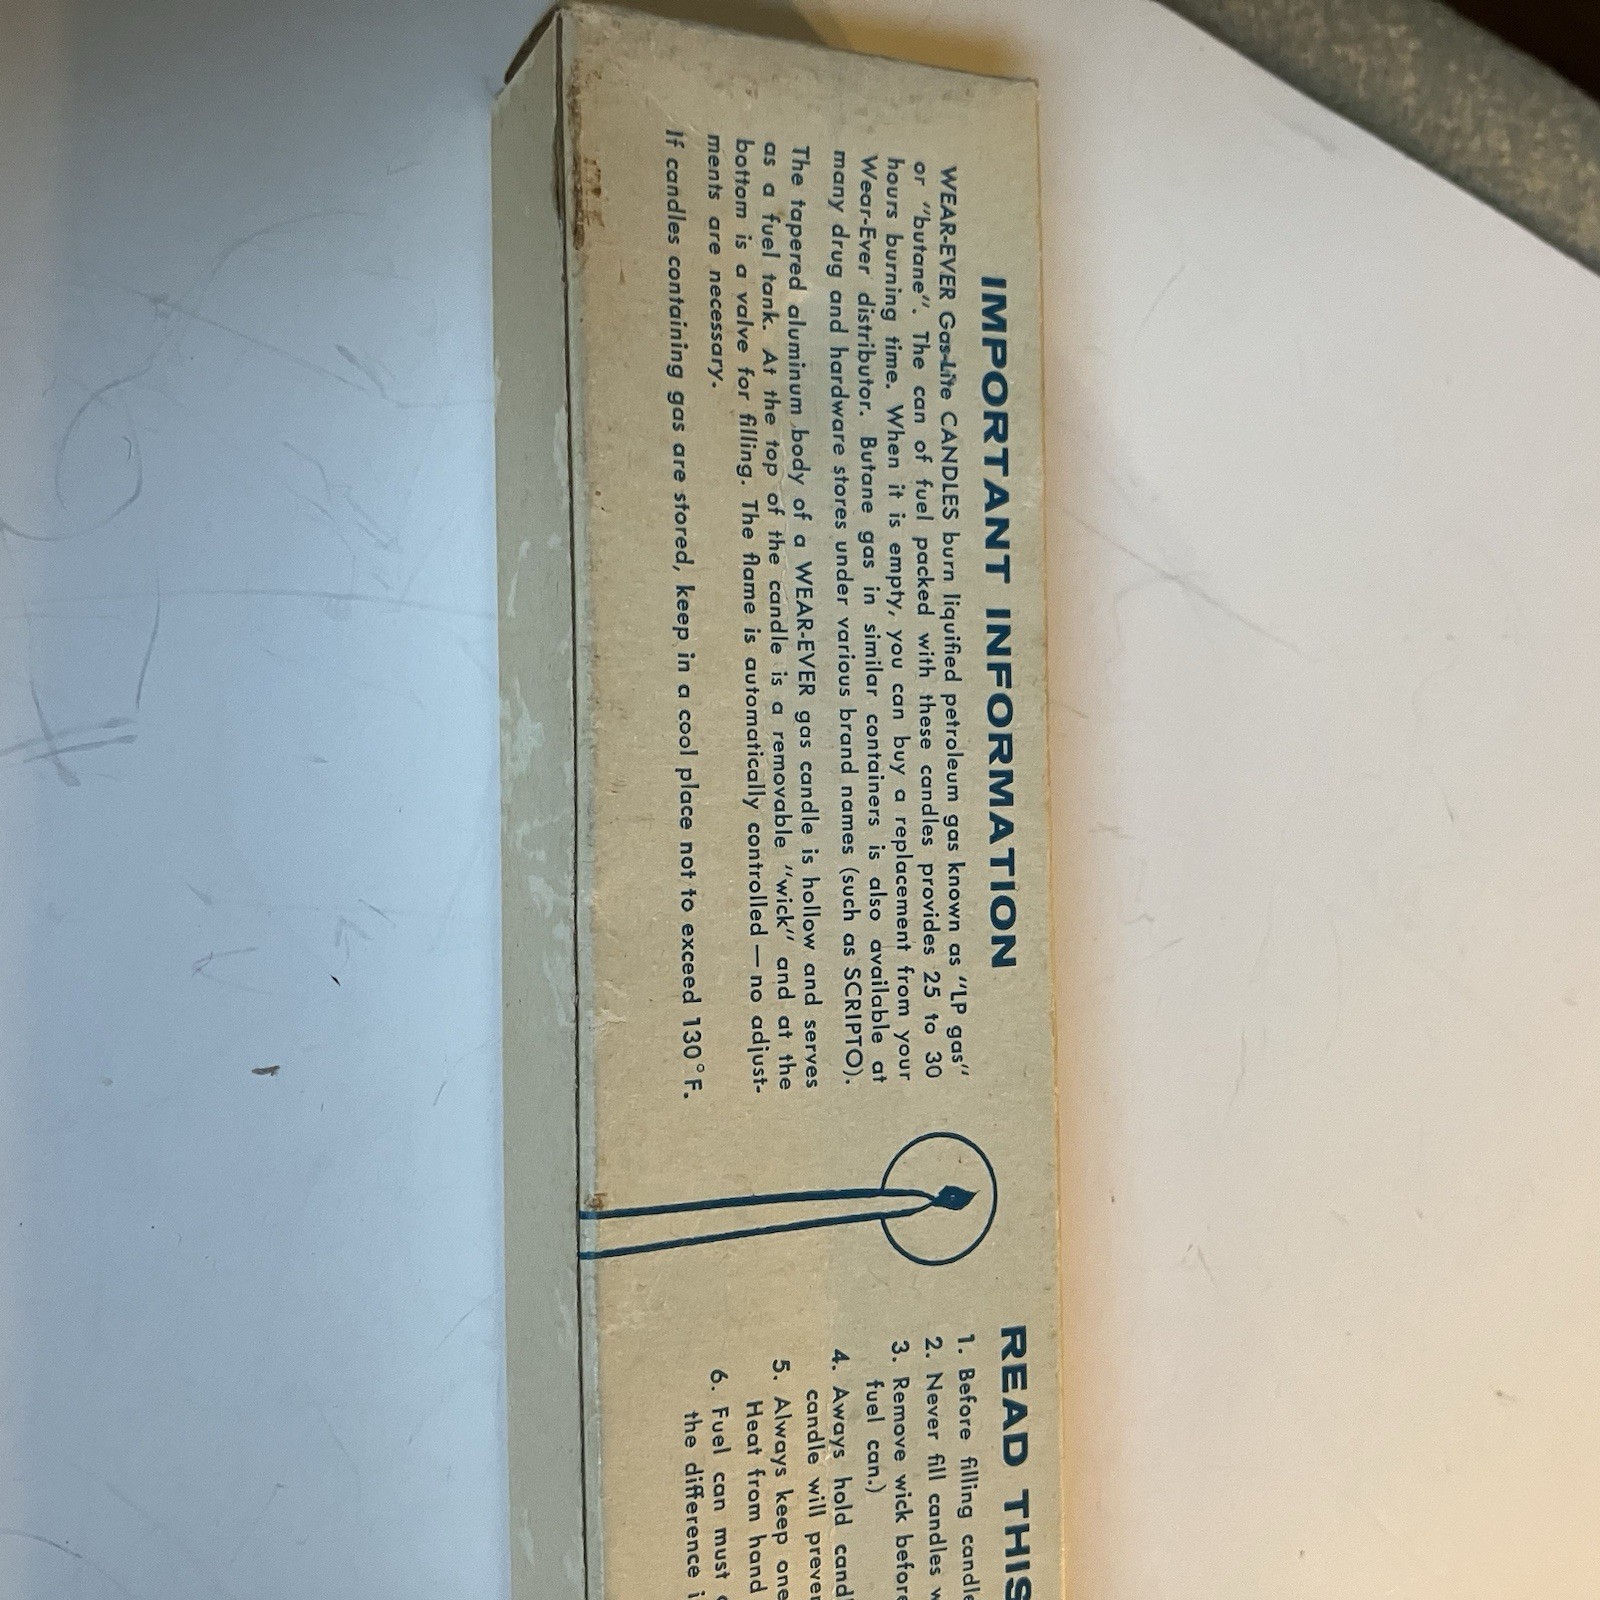 IMPORTANT INFORMATION
WEAR-EVER Gas-Lite CANDLES burn liquified petroleum gas known as "LP gas"
or "butane". The can of fuel packed with these candles provides 25 to 30
hours burning time. When it is empty, you can buy a replacement from your
Wear-Ever distributor. Butane gas in similar containers is also available at
many drug and hardware stores under various brand names (such as SCRIPTO).
The tapered aluminum body of a WEAR-EVER gas candle is hollow and serves
as a fuel tank. At the top of the candle is a removable "wick" and at the
bottom is a valve for filling. The flame is automatically controlled — no adjust-
ments are necessary.
If candles containing gas are stored, keep in a cool place not to exceed 130° F.
READ THIS
1. Before filling
2. Never fill candles
3. Remove wick before
fuel can.)
4. Aways hold
candle will
5. Always keep one
Heat from hand
6. Fuel can must
the difference